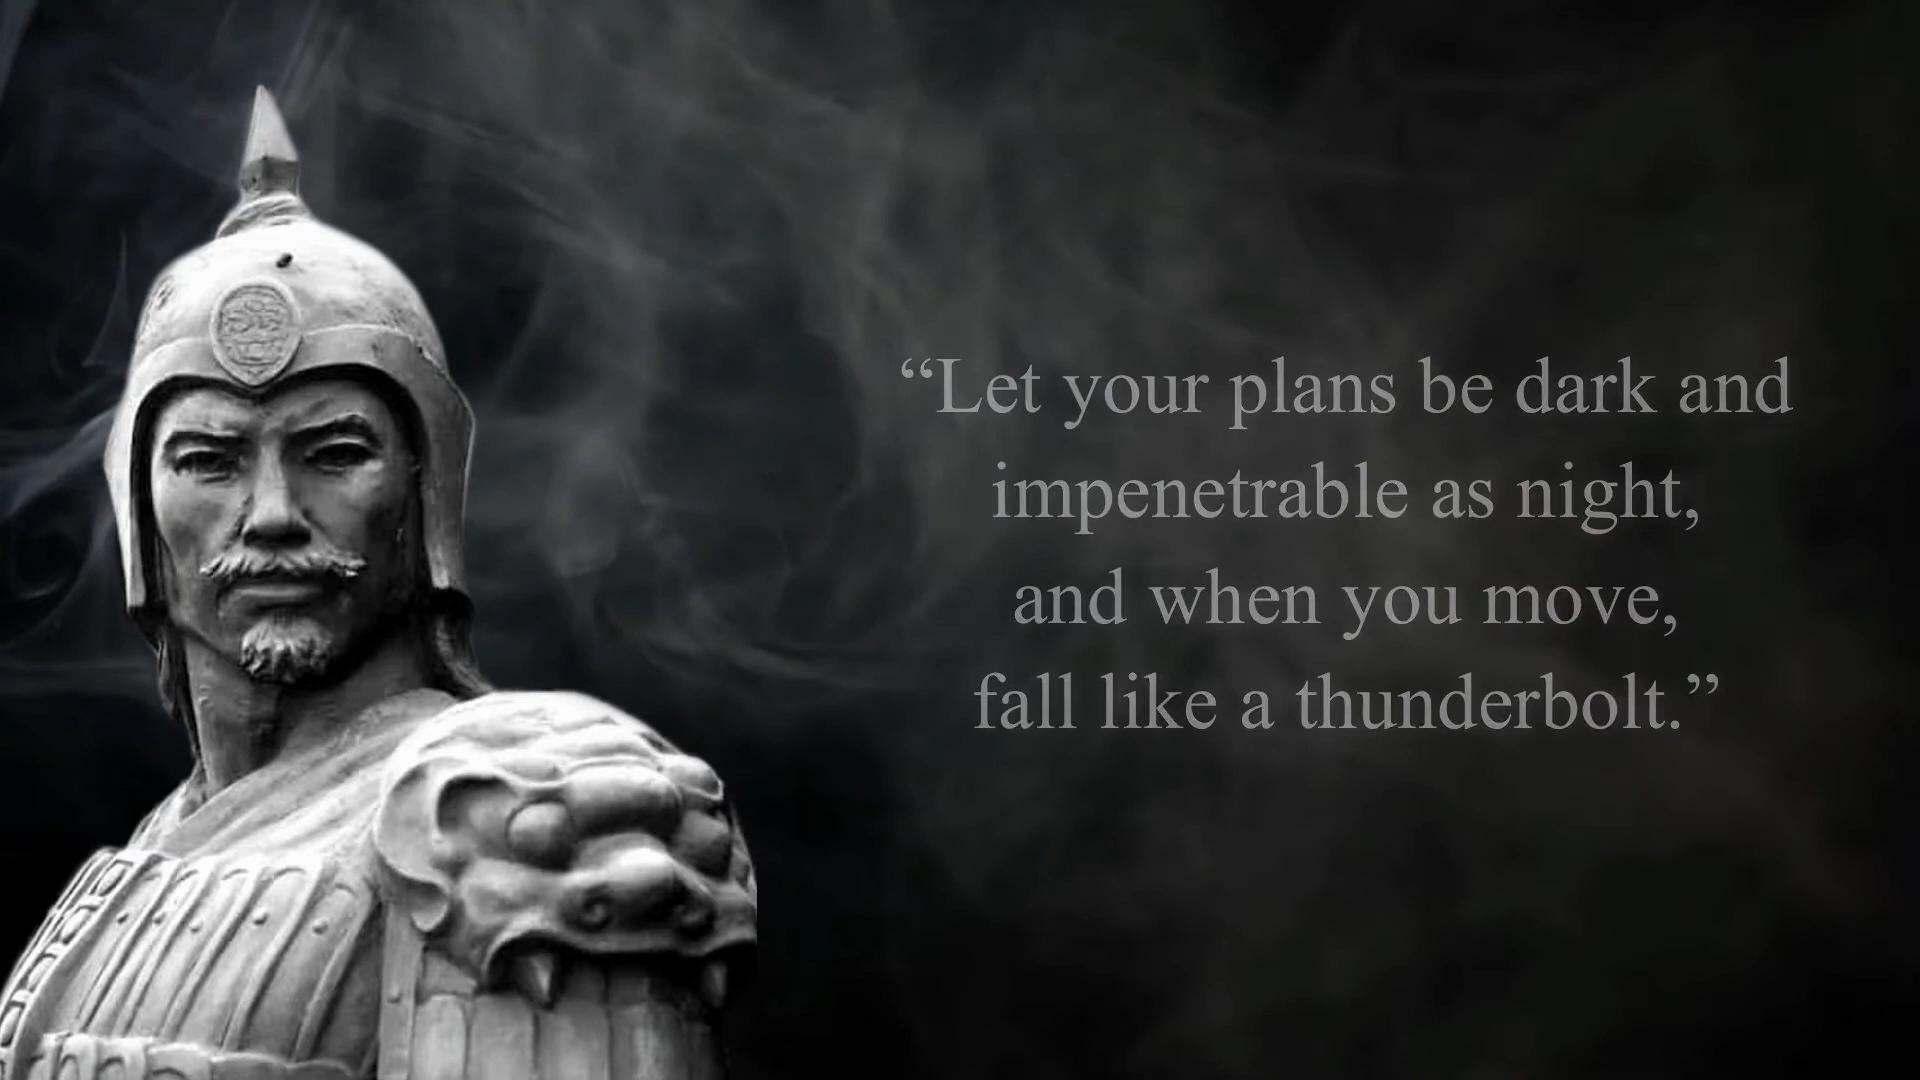 “Let your plans be dark and
impenetrable as night,
and when you move,
fall like a thunderbolt.”